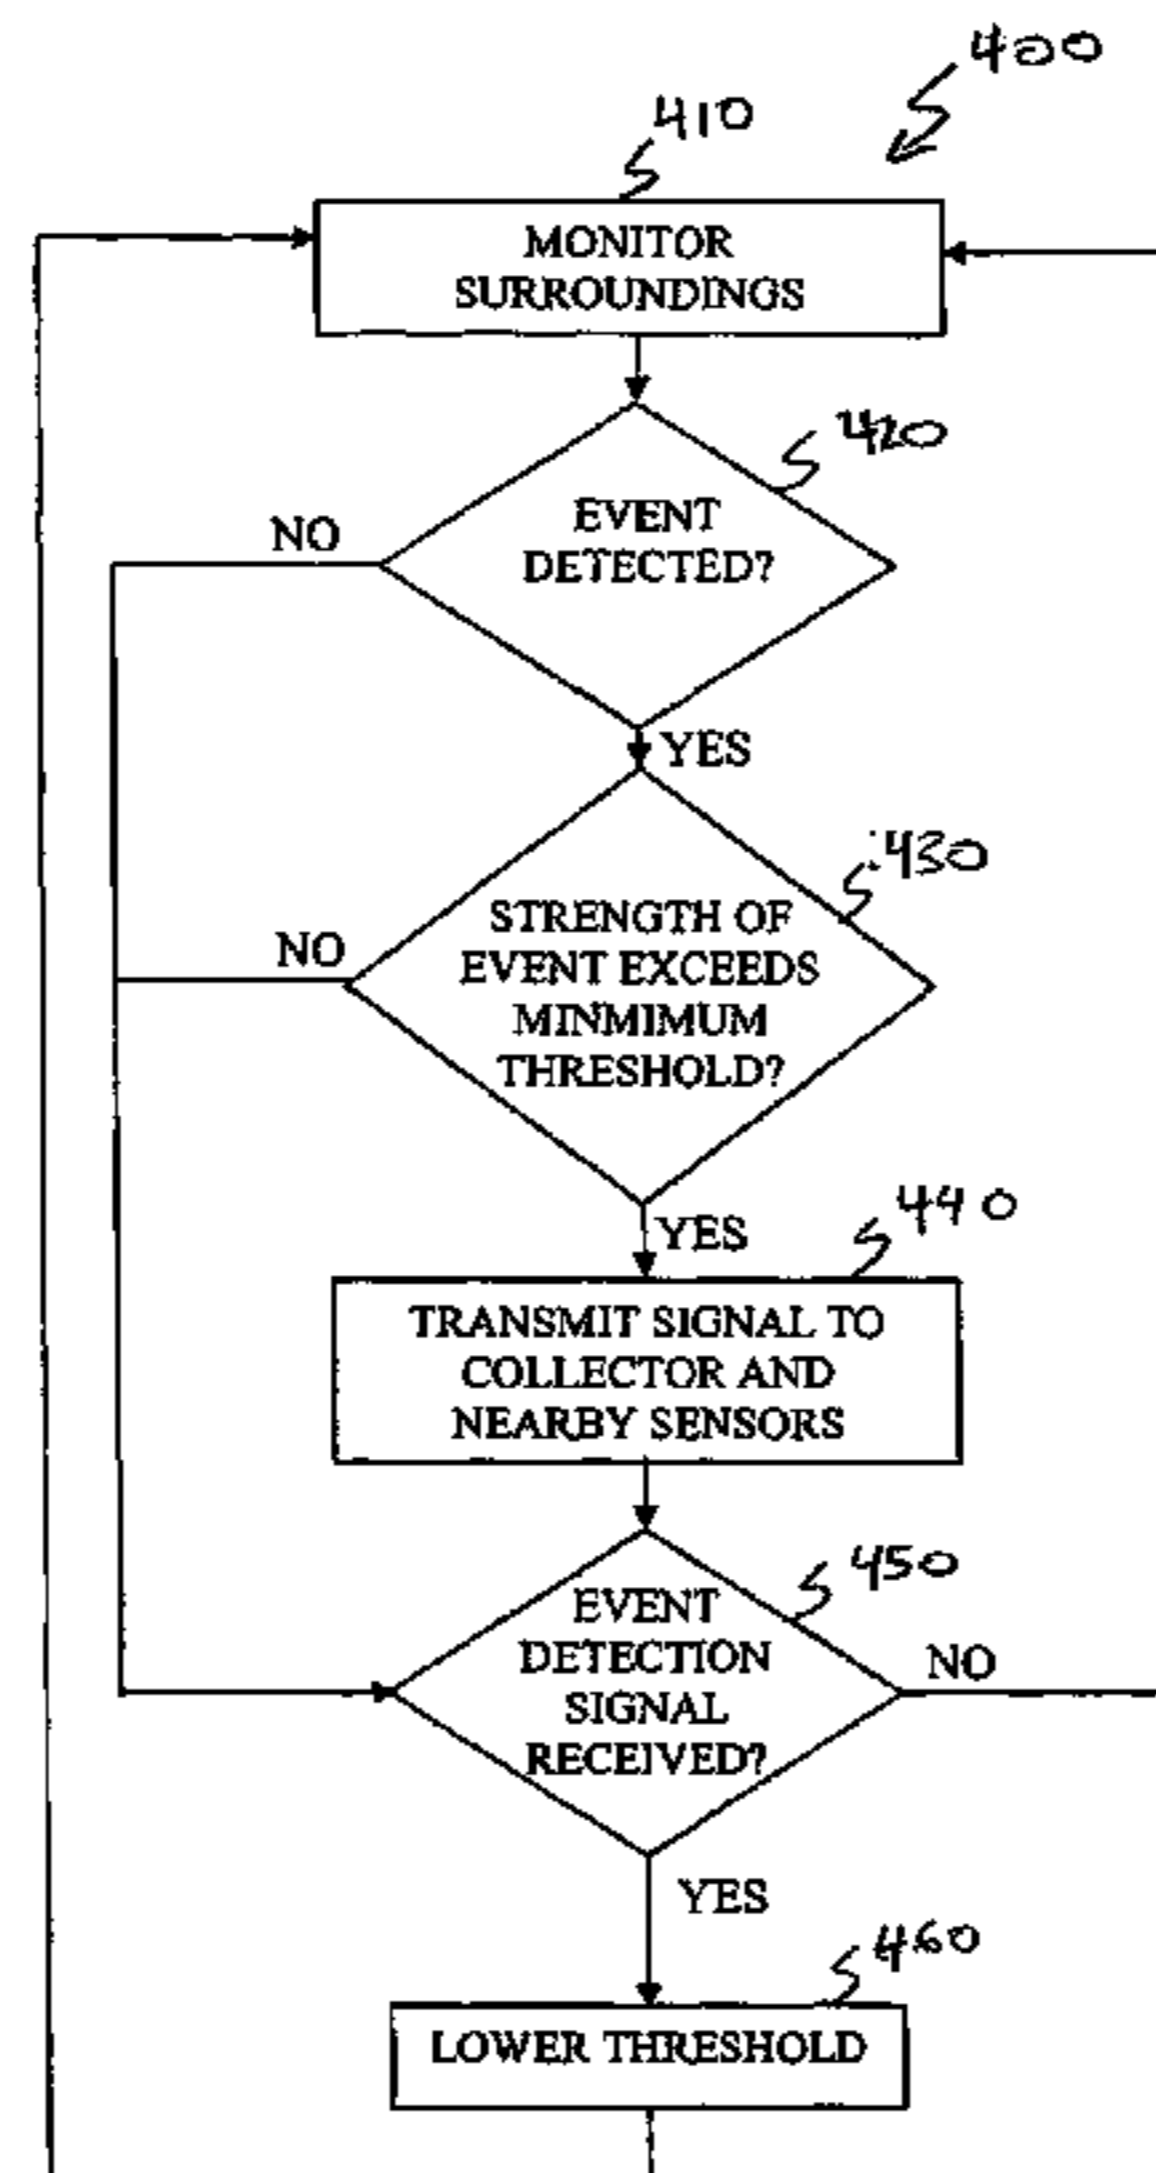 400
410
MONITOR
SURROUNDINGS
420
EVENT
DETECTED?
NO
YES
430
STRENGTH OF
EVENT EXCEEDS
MINMIMUM
THRESHOLD?
NO
YES
440
TRANSMIT SIGNAL TO
COLLECTOR AND
NEARBY SENSORS
450
EVENT
DETECTION
SIGNAL
RECEIVED?
NO
YES
460
LOWER THRESHOLD